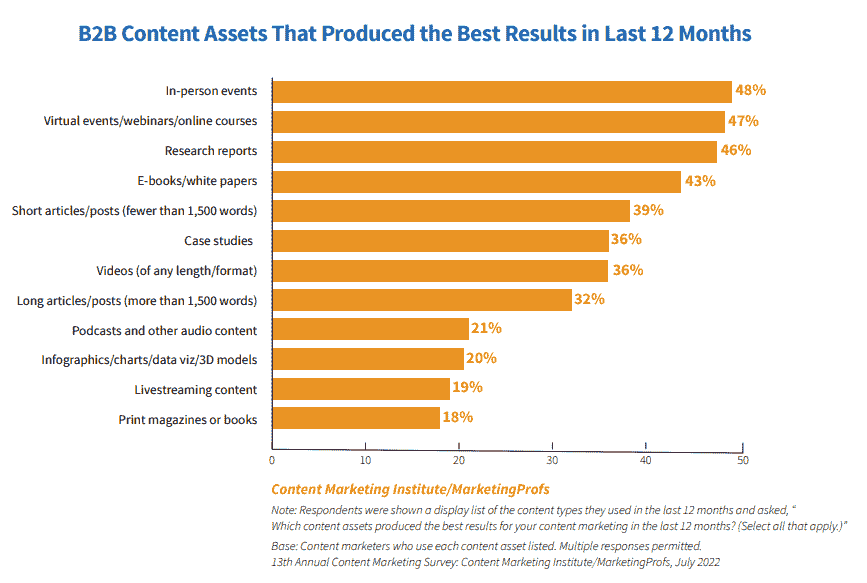 B2B Content Assets That Produced the Best Results in Last 12 Months
In-person events 48%
Virtual events/webinars/online courses 47%
Research reports 46%
E-books/white papers 43%
Short articles/posts (fewer than 1,500 words) 39%
Case studies 36%
Videos (of any length/format) 36%
Long articles/posts (more than 1,500 words) 32%
Podcasts and other audio content 21%
Infographics/charts/data viz/3D models 20%
Livestreaming content 19%
Print magazines or books 18%
0 10 20 30 40 50
Content Marketing Institute/MarketingProfs
Note: Respondents were shown a display list of the content types they used in the last 12 months and asked, “
Which content assets produced the best results for your content marketing in the last 12 months? (Select all that apply.)”
Base: Content marketers who use each content asset listed. Multiple responses permitted.
13th Annual Content Marketing Survey: Content Marketing Institute/MarketingProfs, July 2022